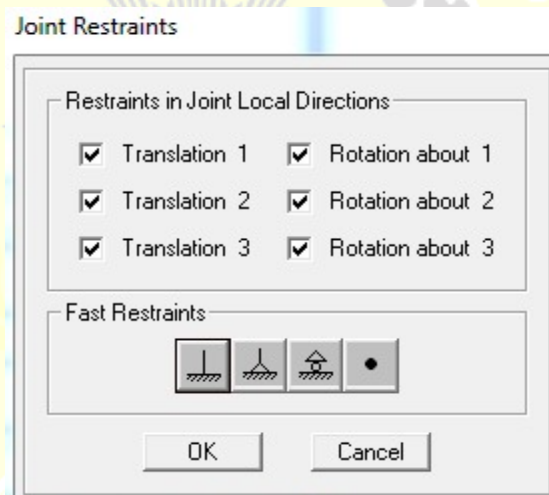 Joint Restraints
Restraints in Joint Local Directions
Translation 1 Rotation about 1
Translation 2 Rotation about 2
Translation 3 Rotation about 3
Fast Restraints
OK Cancel